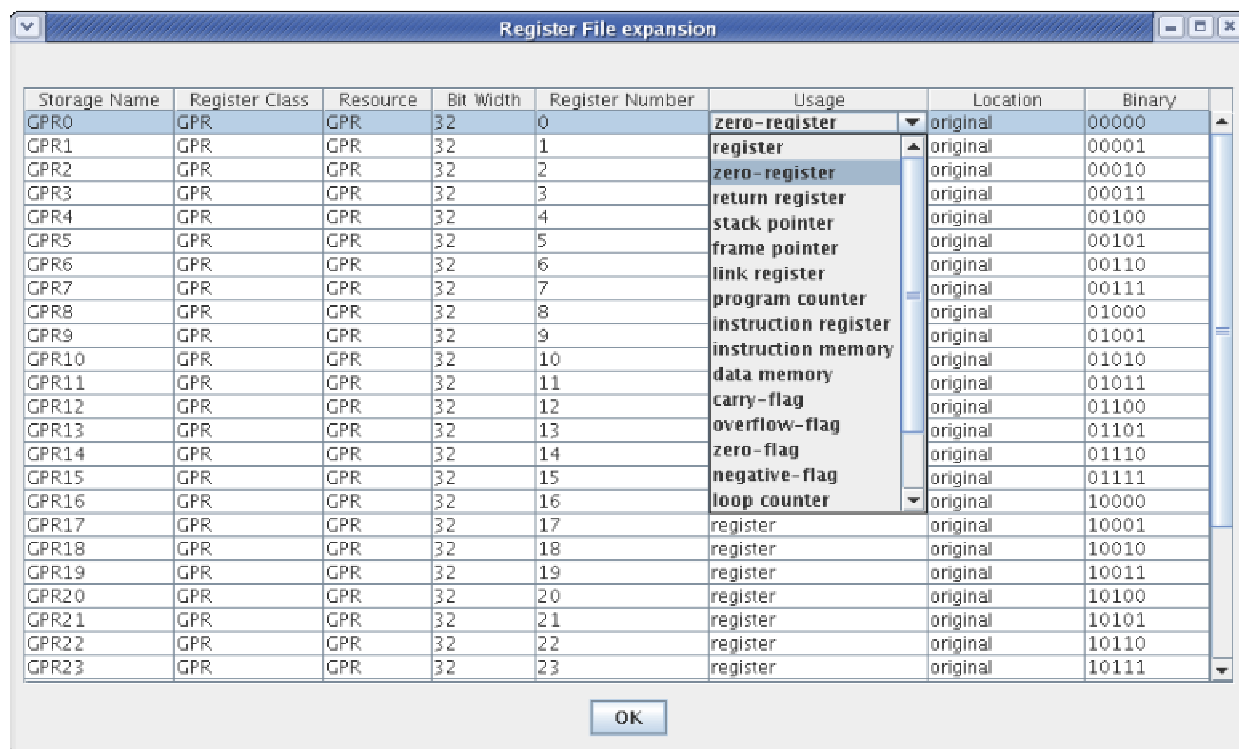 Register File expansion
Storage Name Register Class Resource Bit Width Register Number Usage Location Binary
GPR0 GPR GPR 32 0 zero-register original 00000
GPR1 GPR GPR 32 1 register original 00001
GPR2 GPR GPR 32 2 zero-register original 00010
GPR3 GPR GPR 32 3 return register original 00011
GPR4 GPR GPR 32 4 stack pointer original 00100
GPR5 GPR GPR 32 5 frame pointer original 00101
GPR6 GPR GPR 32 6 link register original 00110
GPR7 GPR GPR 32 7 program counter original 00111
GPR8 GPR GPR 32 8 instruction register original 01000
GPR9 GPR GPR 32 9 instruction memory original 01001
GPR10 GPR GPR 32 10 data memory original 01010
GPR11 GPR GPR 32 11 carry-flag original 01011
GPR12 GPR GPR 32 12 overflow-flag original 01100
GPR13 GPR GPR 32 13 zero-flag original 01101
GPR14 GPR GPR 32 14 negative-flag original 01110
GPR15 GPR GPR 32 15 loop counter original 01111
GPR16 GPR GPR 32 16 original 10000
GPR17 GPR GPR 32 17 register original 10001
GPR18 GPR GPR 32 18 register original 10010
GPR19 GPR GPR 32 19 register original 10011
GPR20 GPR GPR 32 20 register original 10100
GPR21 GPR GPR 32 21 register original 10101
GPR22 GPR GPR 32 22 register original 10110
GPR23 GPR GPR 32 23 register original 10111
OK